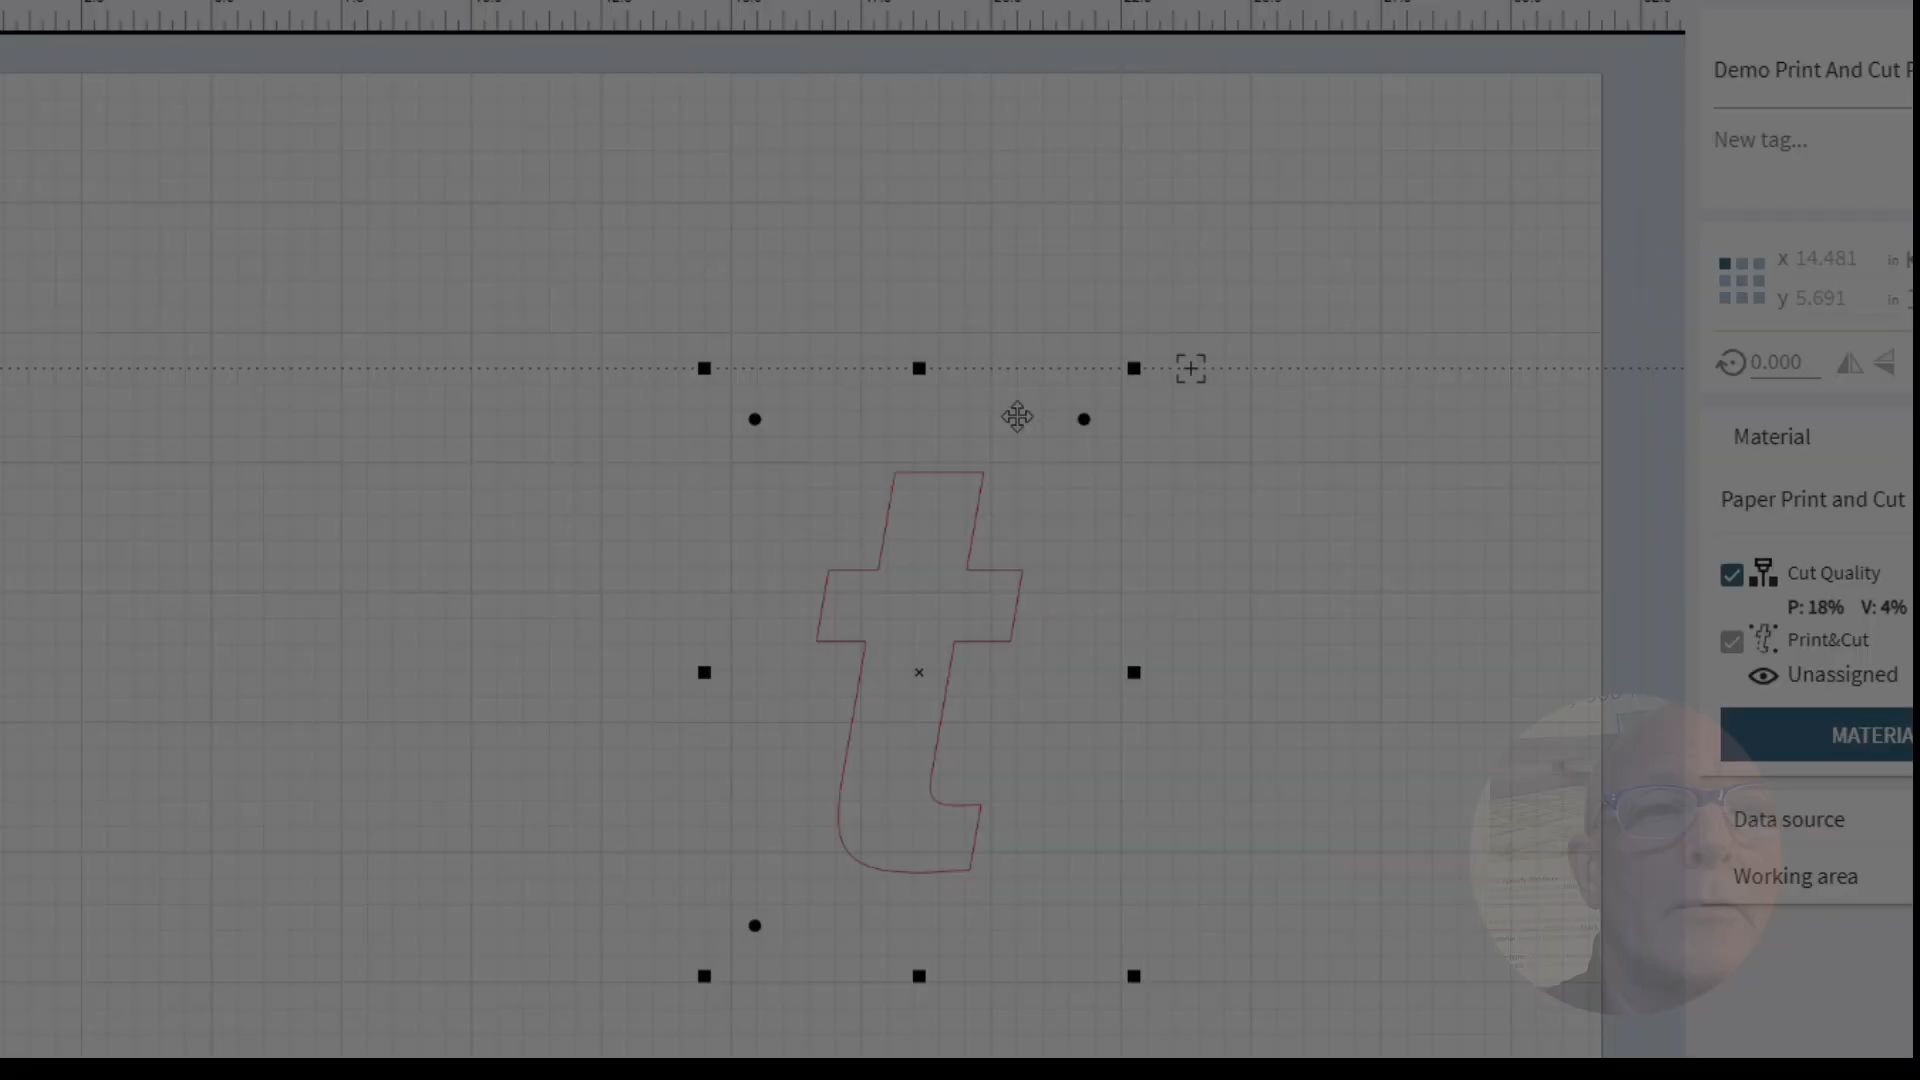 Demo Print And Cut
New tag...
x 14.481 in
y 5.691 in
0.000
Material
Paper Print and Cut
Cut Quality
P: 18% V: 4%
Print&Cut
Unassigned
MATERIA
Data source
Working area
t